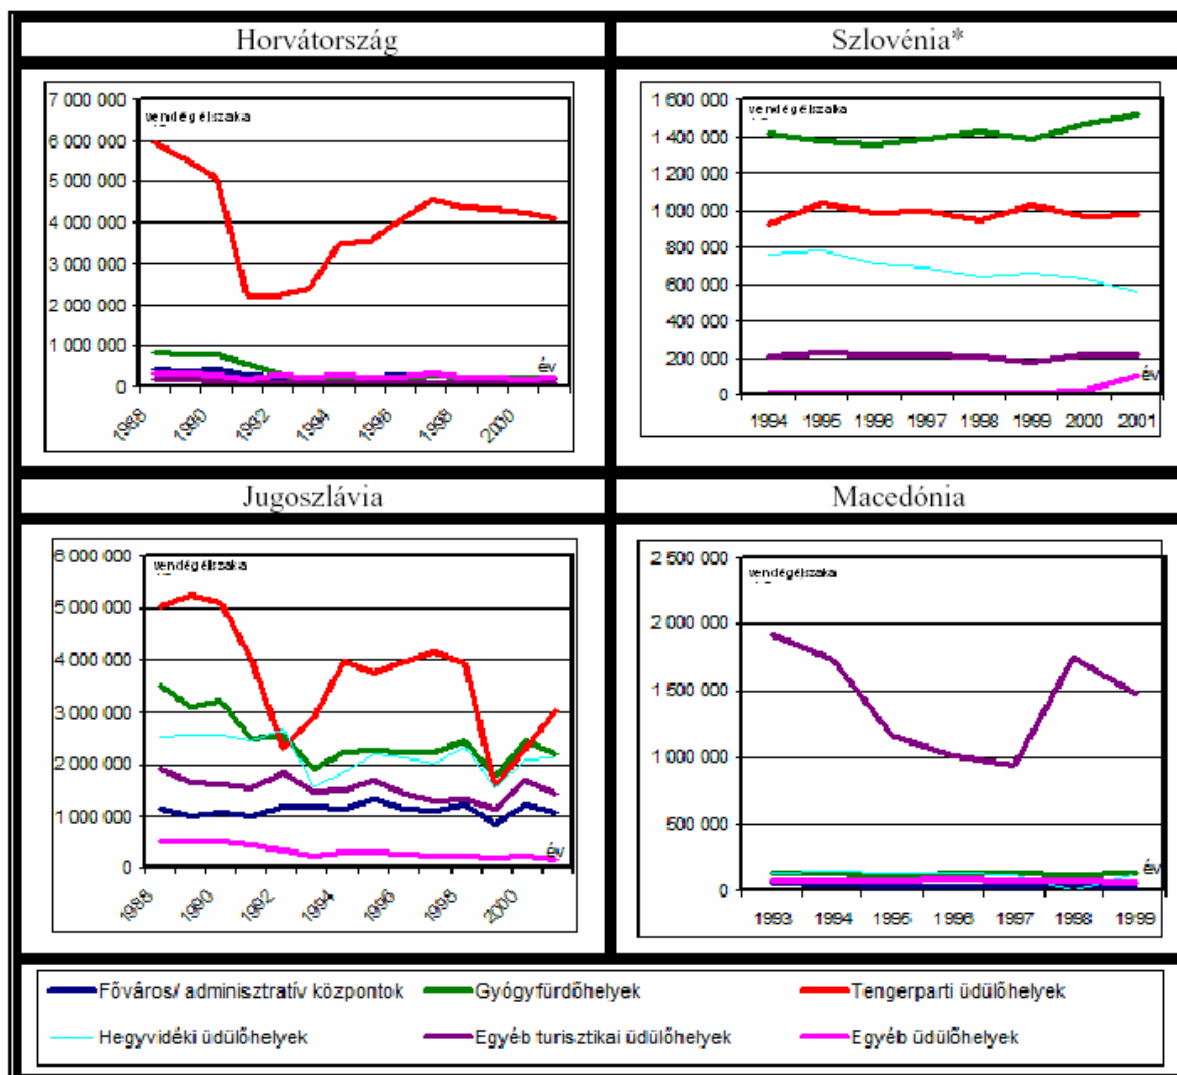 Horvátország
Szlovénia*
7 000 000
6 000 000
5 000 000
4 000 000
3 000 000
2 000 000
1 000 000
0
vendégéjszaka
év
1988
1990
1992
1994
1996
1998
2000
1 600 000
1 400 000
1 200 000
1 000 000
800 000
600 000
400 000
200 000
0
vendégéjszaka
év
1994 1995 1996 1997 1998 1999 2000 2001
Jugoszlávia
Macedónia
6 000 000
5 000 000
4 000 000
3 000 000
2 000 000
1 000 000
0
vendégéjszaka
év
1988
1990
1992
1994
1996
1998
2000
2 500 000
2 000 000
1 500 000
1 000 000
500 000
0
vendégéjszaka
év
1993 1994 1995 1996 1997 1998 1999
Főváros/ adminisztratív központok
Gyógyfürdőhelyek
Tengerparti üdülőhelyek
Hegyvidéki üdülőhelyek
Egyéb turisztikai üdülőhelyek
Egyéb üdülőhelyek